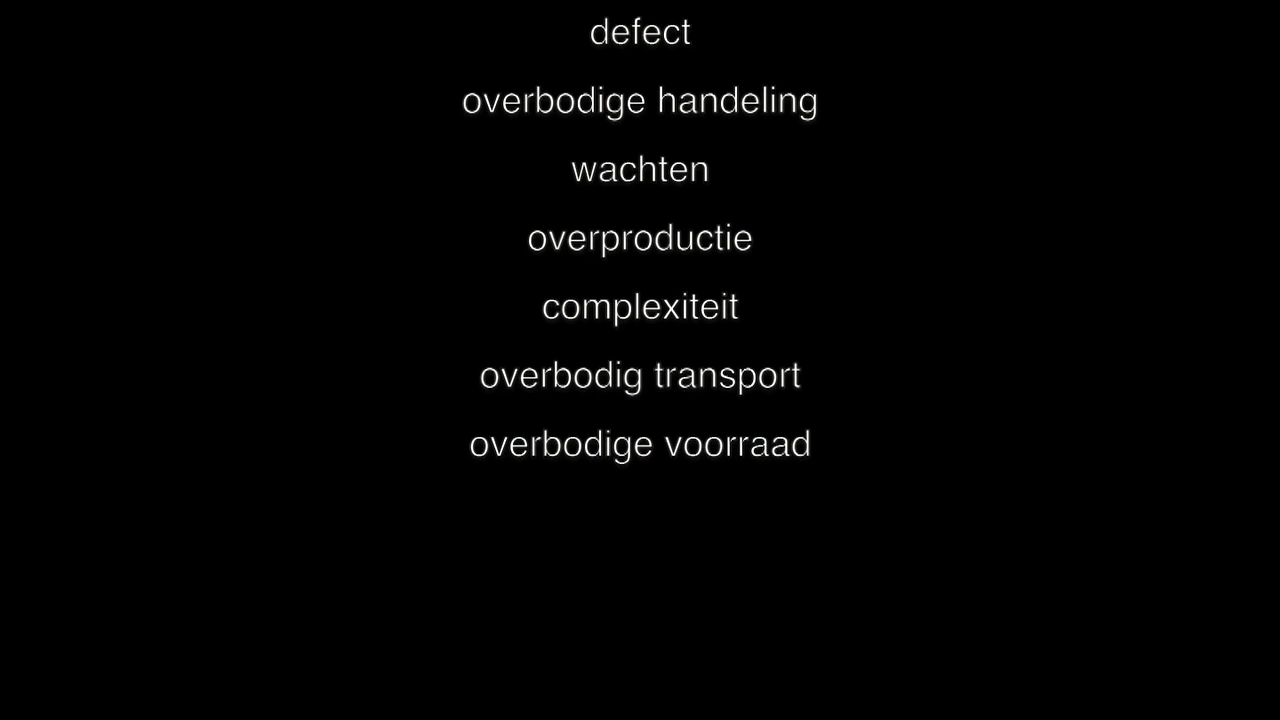 defect
overbodige handeling
wachten
overproductie
complexiteit
overbodig transport
overbodige voorraad